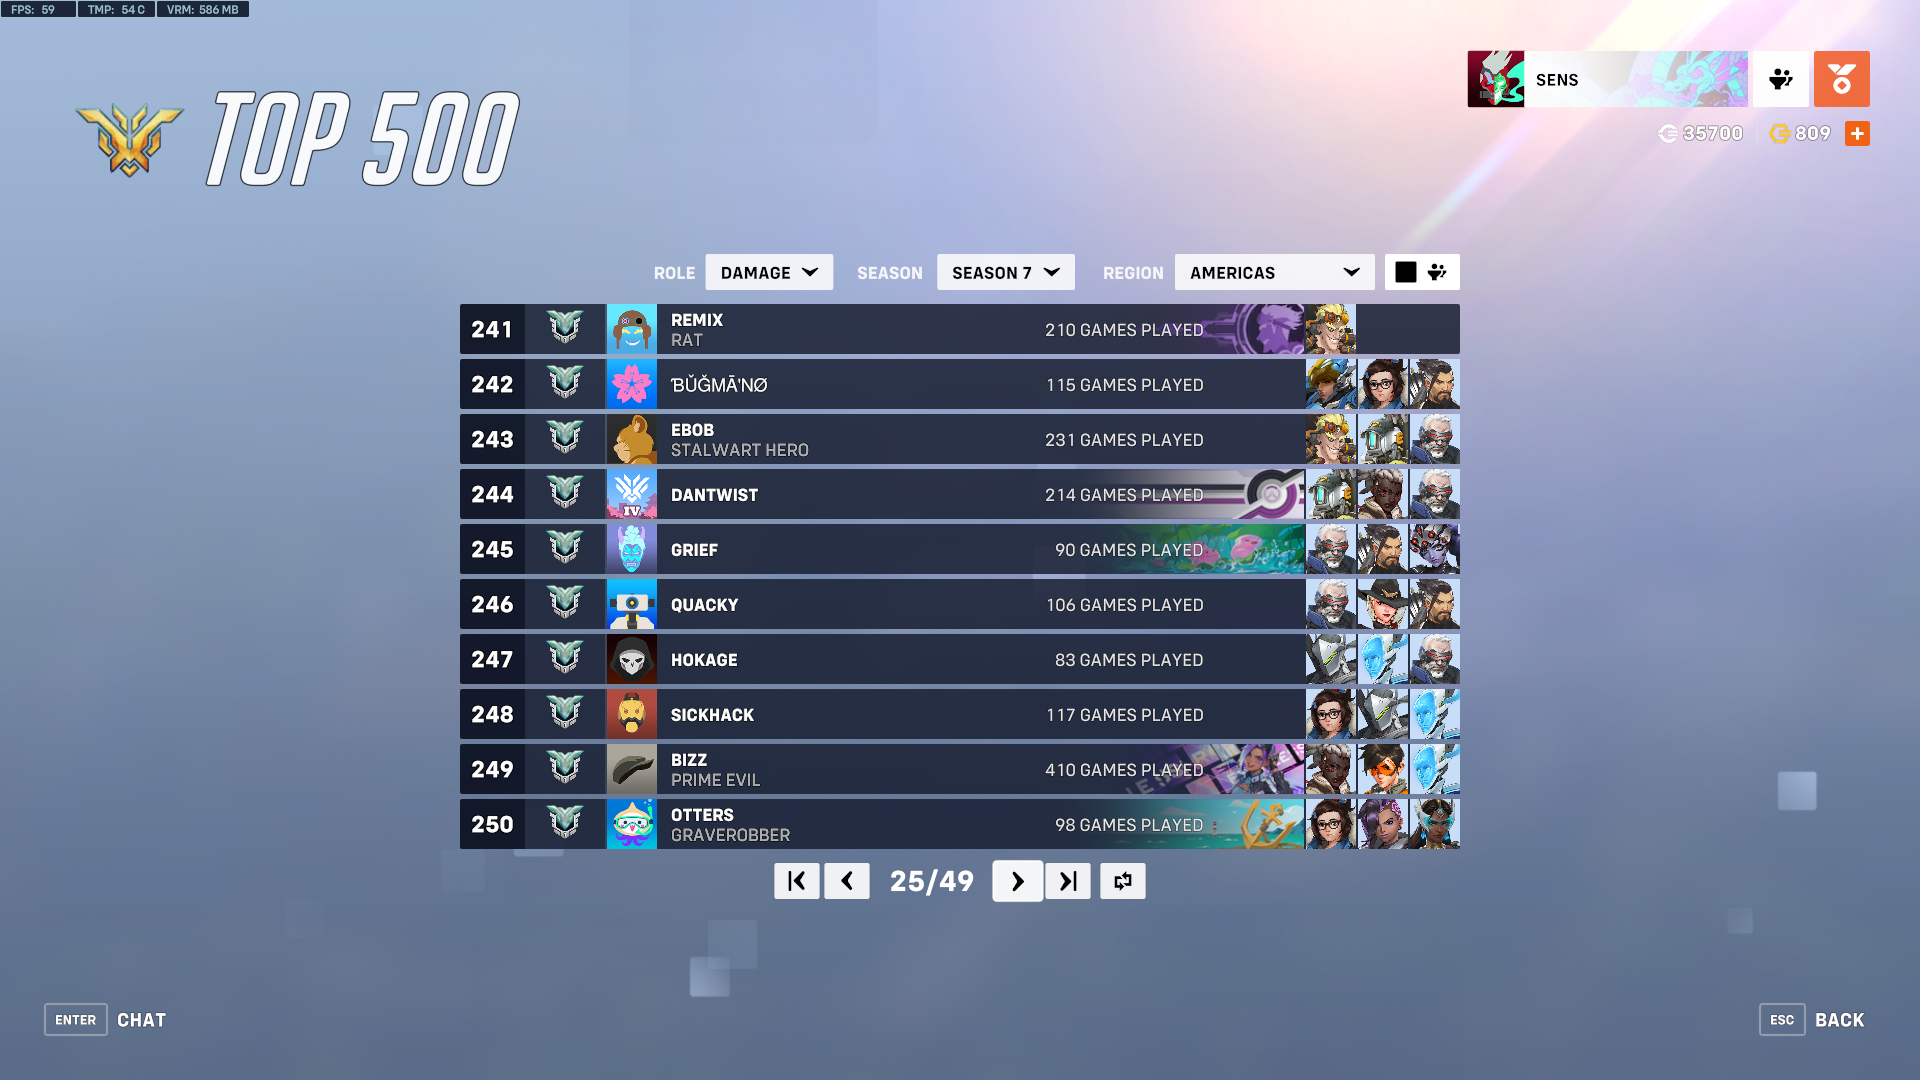 FPS: 59 TMP: 54 C VRM: 586 MB
TOP 500
SENS
35700 809 +
ROLE DAMAGE SEASON SEASON 7 REGION AMERICAS
241 REMIX 210 GAMES PLAYED
RAT
242 ƁǓĞMĀ'NØ 115 GAMES PLAYED
243 EBOB 231 GAMES PLAYED
STALWART HERO
244 IV DANTWIST 214 GAMES PLAYED
245 GRIEF 90 GAMES PLAYED
246 QUACKY 106 GAMES PLAYED
247 HOKAGE 83 GAMES PLAYED
248 SICKHACK 117 GAMES PLAYED
249 BIZZ 410 GAMES PLAYED
PRIME EVIL
250 OTTERS 98 GAMES PLAYED
GRAVEROBBER
25/49
ENTER CHAT
ESC BACK